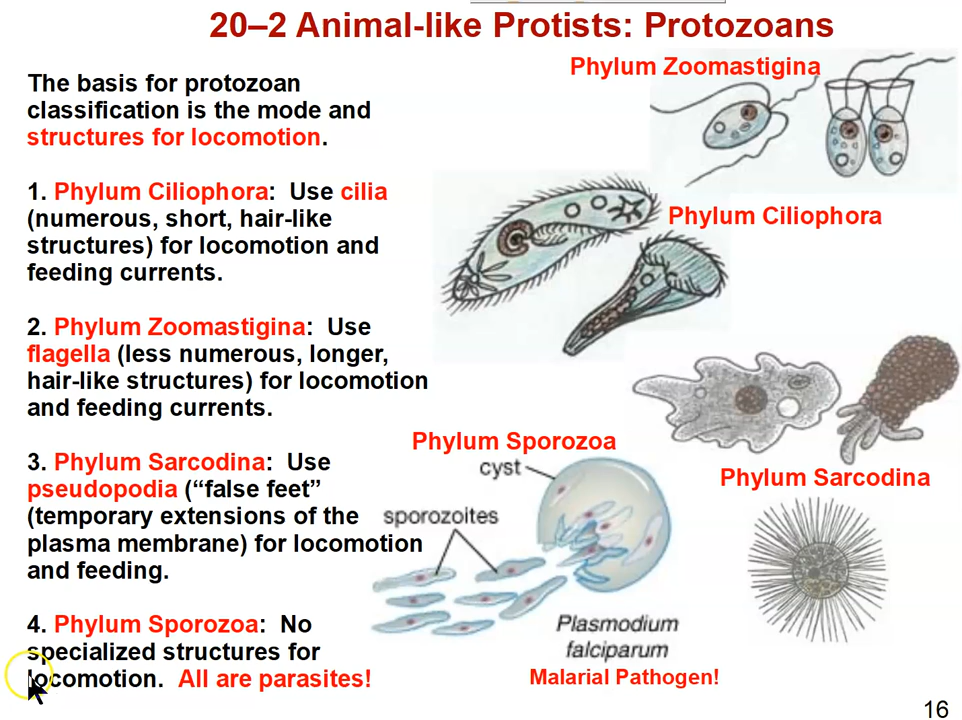 20–2 Animal-like Protists: Protozoans
The basis for protozoan
classification is the mode and
structures for locomotion.
1. Phylum Ciliophora: Use cilia
(numerous, short, hair-like
structures) for locomotion and
feeding currents.
2. Phylum Zoomastigina: Use
flagella (less numerous, longer,
hair-like structures) for locomotion
and feeding currents.
3. Phylum Sarcodina: Use
pseudopodia (“false feet”
(temporary extensions of the
plasma membrane) for locomotion
and feeding.
4. Phylum Sporozoa: No
specialized structures for
locomotion. All are parasites!
Phylum Zoomastigina
Phylum Ciliophora
Phylum Sporozoa
cyst
sporozoites
Plasmodium
falciparum
Malarial Pathogen!
Phylum Sarcodina
16